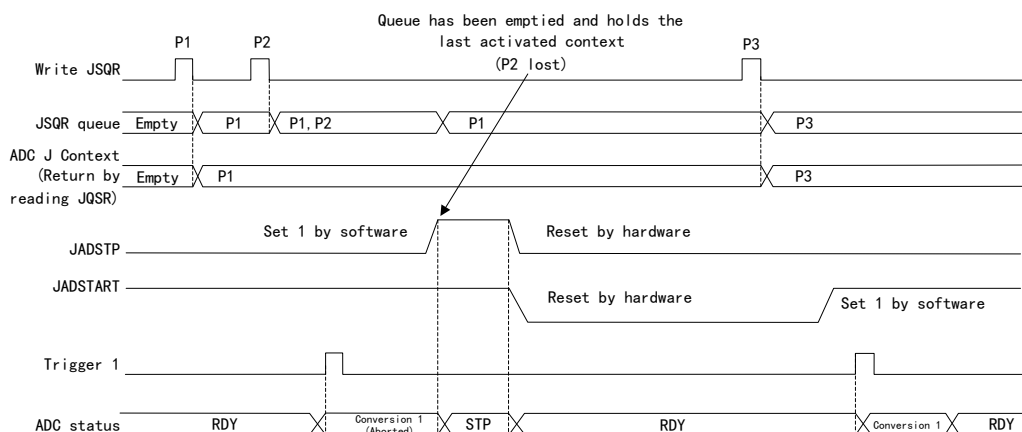 Queue has been emptied and holds the
last activated context
(P2 lost)
P1
P2
P3
Write JSQR
JSQR queue
Empty
P1
P1,P2
P1
P3
ADC J Context
(Return by
reading JQSR)
Empty
P1
P3
JADSTP
Set 1 by software
Reset by hardware
JADSTART
Reset by hardware
Set 1 by software
Trigger 1
ADC status
RDY
Conversion 1
(Aborted)
STP
RDY
Conversion 1
RDY